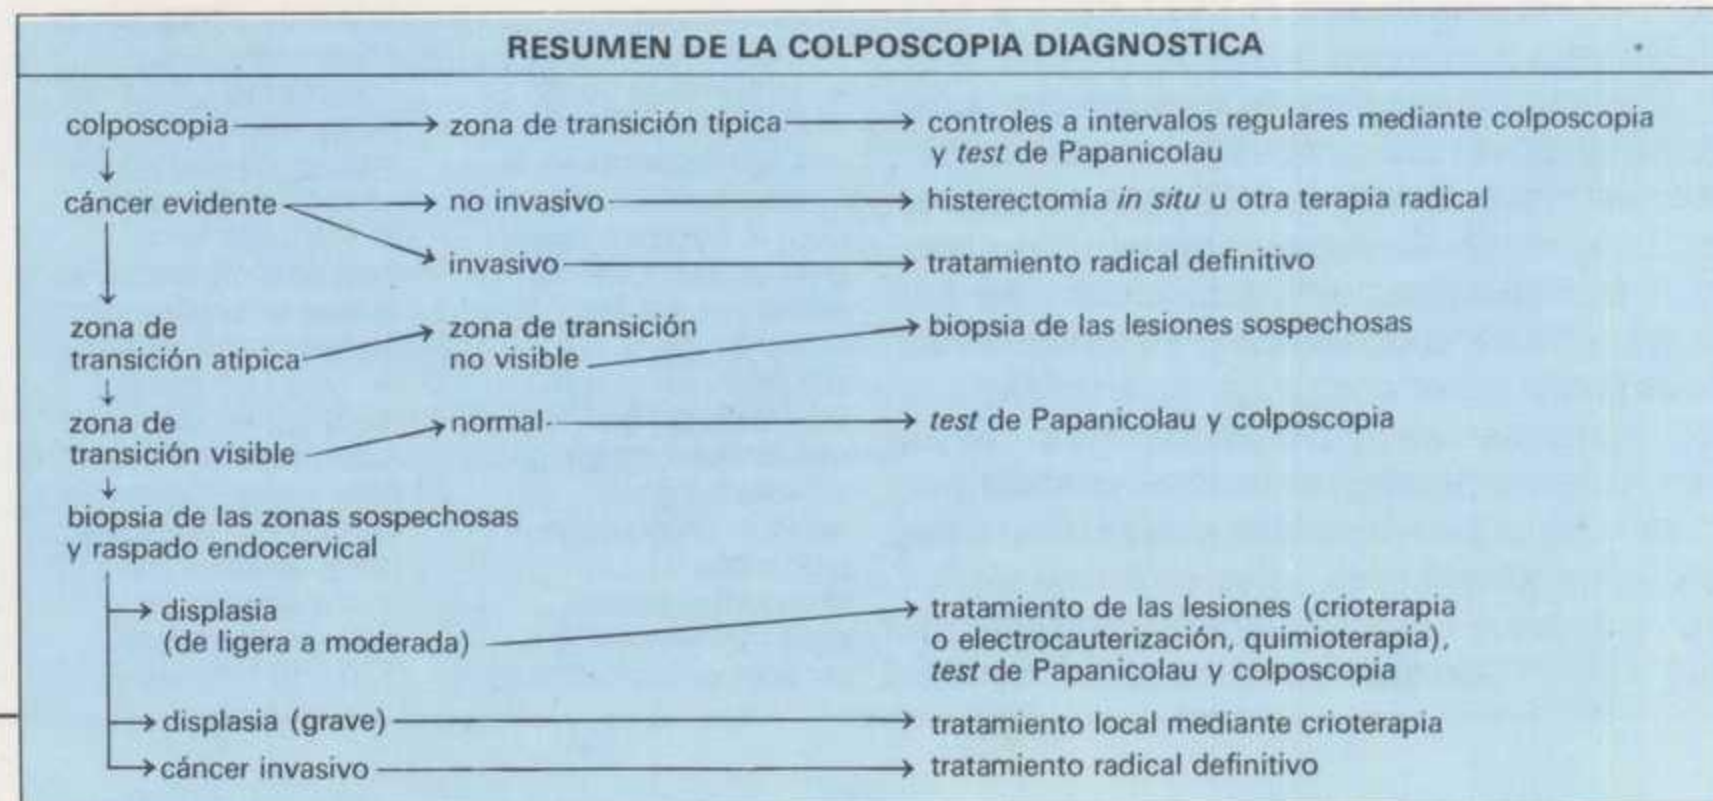 RESUMEN DE LA COLPOSCOPIA DIAGNOSTICA
colposcopia → zona de transición típica → controles a intervalos regulares mediante colposcopia
y test de Papanicolau
cáncer evidente → no invasivo → histerectomía in situ u otra terapia radical
invasivo → tratamiento radical definitivo
zona de
transición atípica → zona de transición
no visible → biopsia de las lesiones sospechosas
zona de
transición visible → normal → test de Papanicolau y colposcopia
biopsia de las zonas sospechosas
y raspado endocervical
displasia
(de ligera a moderada) → tratamiento de las lesiones (crioterapia
o electrocauterización, quimioterapia),
test de Papanicolau y colposcopia
displasia (grave) → tratamiento local mediante crioterapia
cáncer invasivo → tratamiento radical definitivo